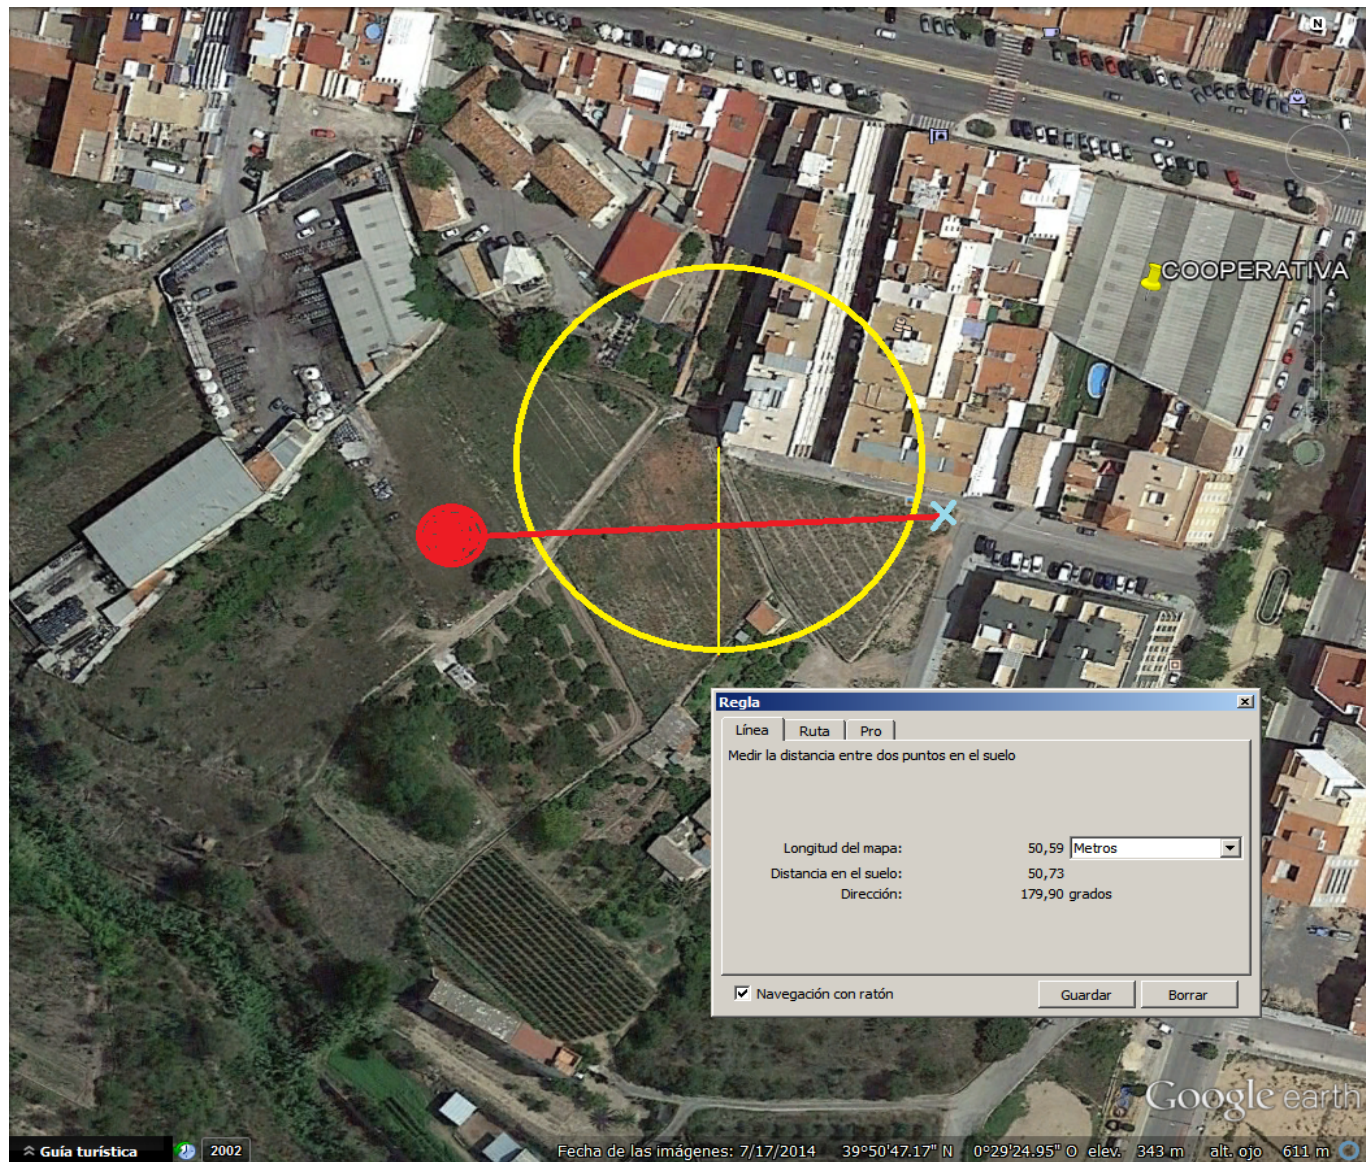 N
COOPERATIVA
Regla
Línea Ruta Pro
Medir la distancia entre dos puntos en el suelo
Longitud del mapa: 50,59 Metros
Distancia en el suelo: 50,73
Dirección: 179,90 grados
Navegación con ratón Guardar Borrar
Google earth
Guía turística 2002 Fecha de las imágenes: 7/17/2014 39°50'47.17" N 0°29'24.95" O elev. 343 m alt. ojo 611 m